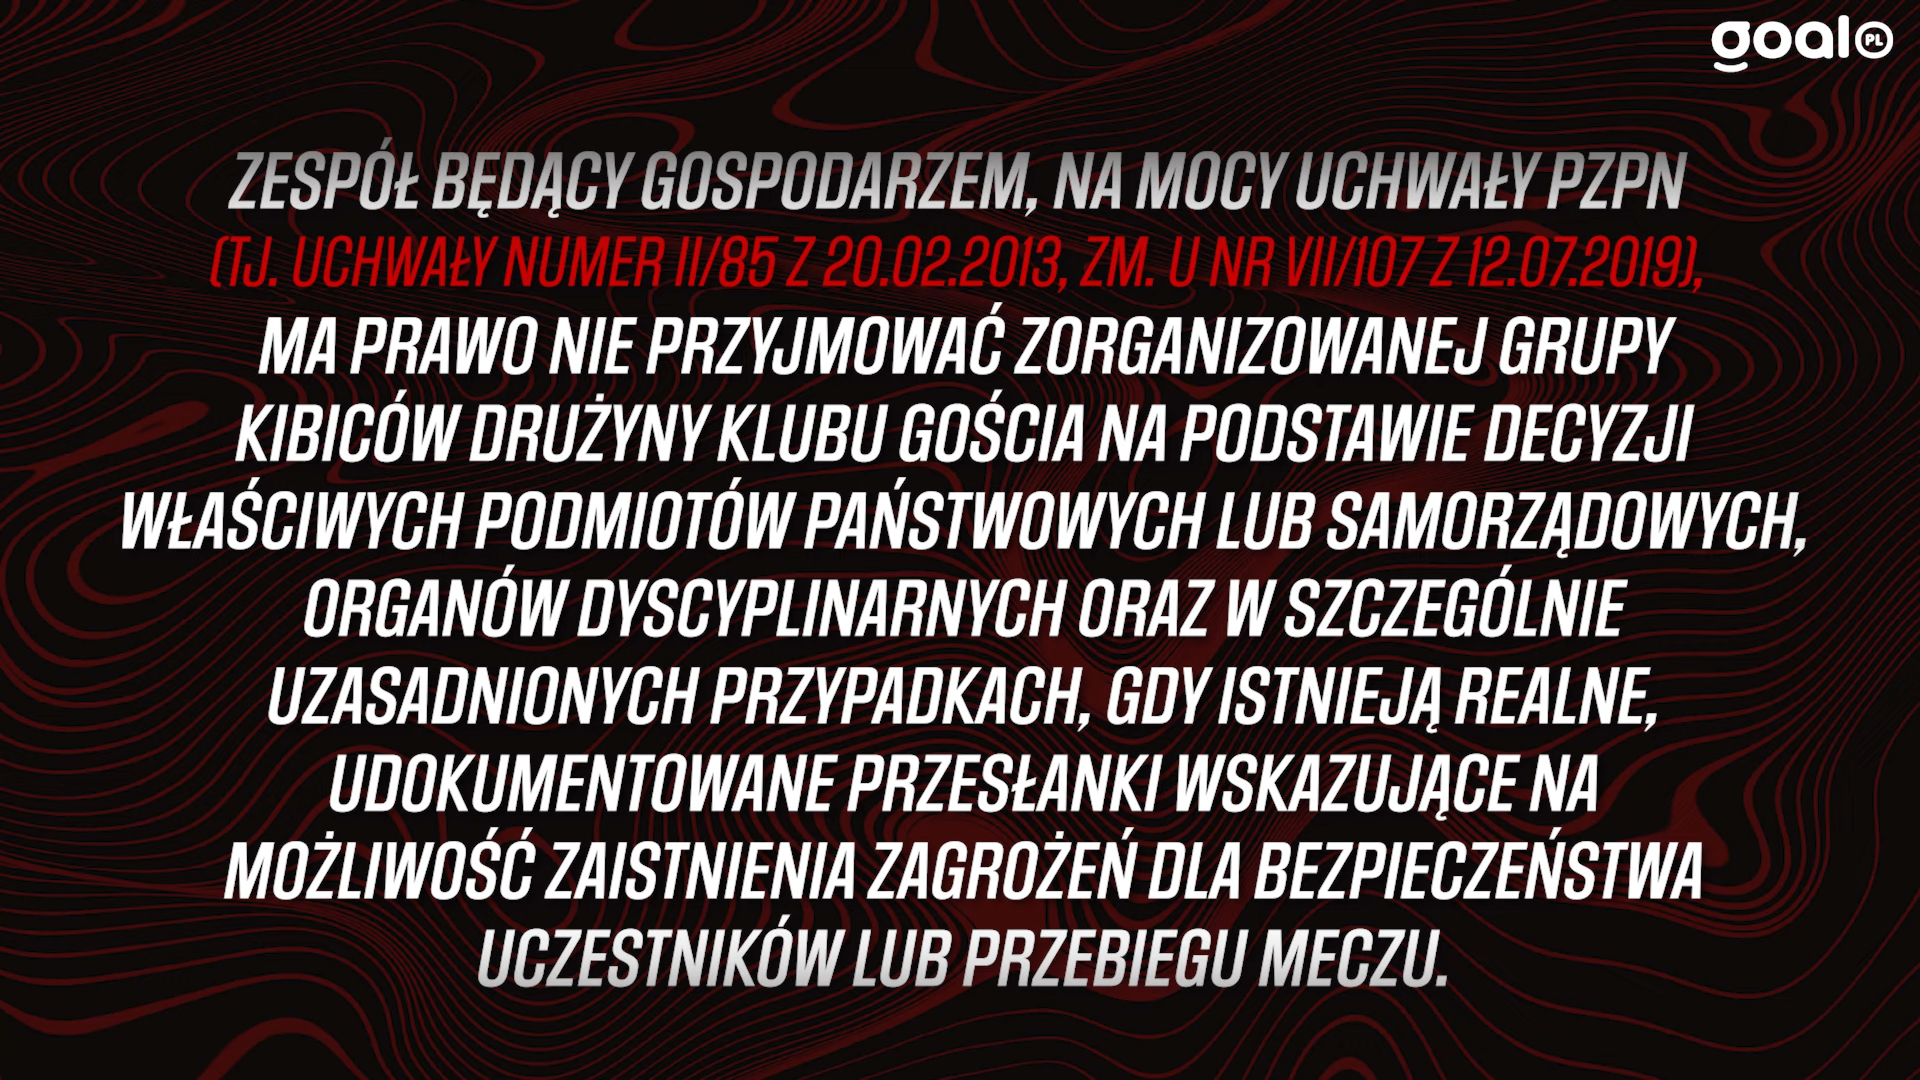 goal PL
ZESPÓŁ BĘDĄCY GOSPODARZEM, NA MOCY UCHWAŁY PZPN
(TJ. UCHWAŁY NUMER II/85 Z 20.02.2013, ZM. U NR VII/107 Z 12.07.2019),
MA PRAWO NIE PRZYJMOWAĆ ZORGANIZOWANEJ GRUPY
KIBICÓW DRUŻYNY KLUBU GOŚCIA NA PODSTAWIE DECYZJI
WŁAŚCIWYCH PODMIOTÓW PAŃSTWOWYCH LUB SAMORZĄDOWYCH,
ORGANÓW DYSCYPLINARNYCH ORAZ W SZCZEGÓLNIE
UZASADNIONYCH PRZYPADKACH, GDY ISTNIEJĄ REALNE,
UDOKUMENTOWANE PRZESŁANKI WSKAZUJĄCE NA
MOŻLIWOŚĆ ZAISTNIENIA ZAGROŻEŃ DLA BEZPIECZEŃSTWA
UCZESTNIKÓW LUB PRZEBIEGU MECZU.